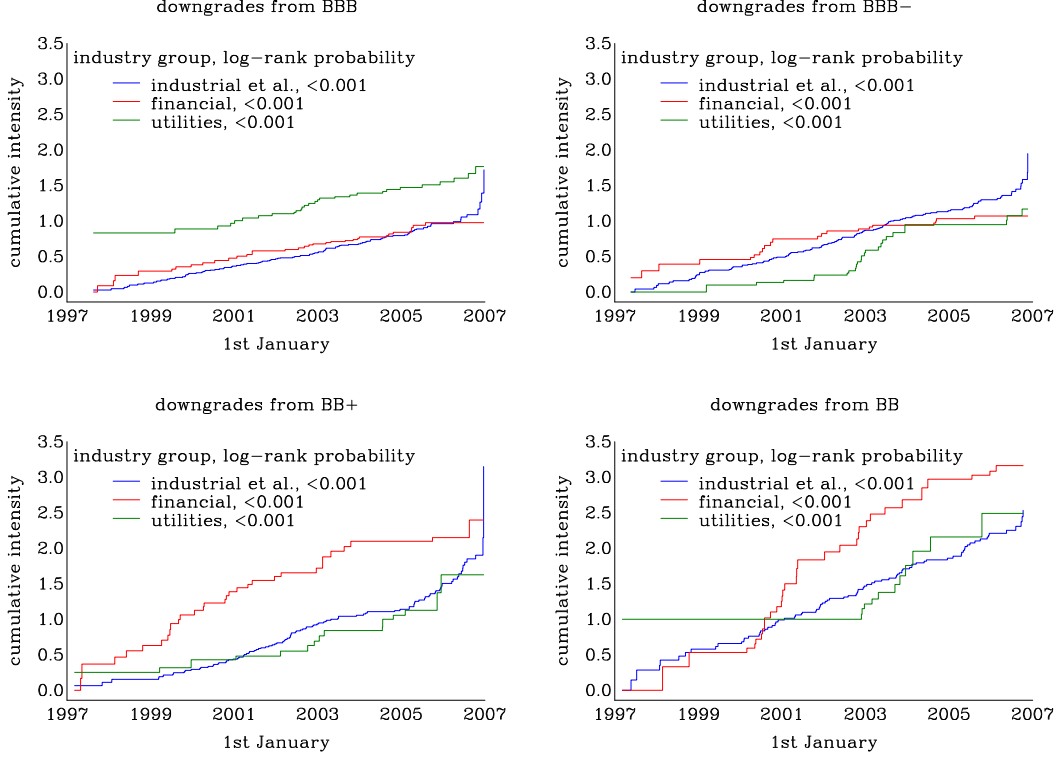 downgrades from BBB
3.5
industry group, log−rank probability
3.0
industrial et al., <0.001
financial, <0.001
2.5
utilities, <0.001
2.0
1.5
1.0
0.5
0.0
cumulative intensity
1997 1999 2001 2003 2005 2007
1st January
downgrades from BBB−
3.5
industry group, log−rank probability
3.0
industrial et al., <0.001
financial, <0.001
2.5
utilities, <0.001
2.0
1.5
1.0
0.5
0.0
cumulative intensity
1997 1999 2001 2003 2005 2007
1st January
downgrades from BB+
3.5
industry group, log−rank probability
3.0
industrial et al., <0.001
financial, <0.001
2.5
utilities, <0.001
2.0
1.5
1.0
0.5
0.0
cumulative intensity
1997 1999 2001 2003 2005 2007
1st January
downgrades from BB
3.5
industry group, log−rank probability
3.0
industrial et al., <0.001
financial, <0.001
2.5
utilities, <0.001
2.0
1.5
1.0
0.5
0.0
cumulative intensity
1997 1999 2001 2003 2005 2007
1st January